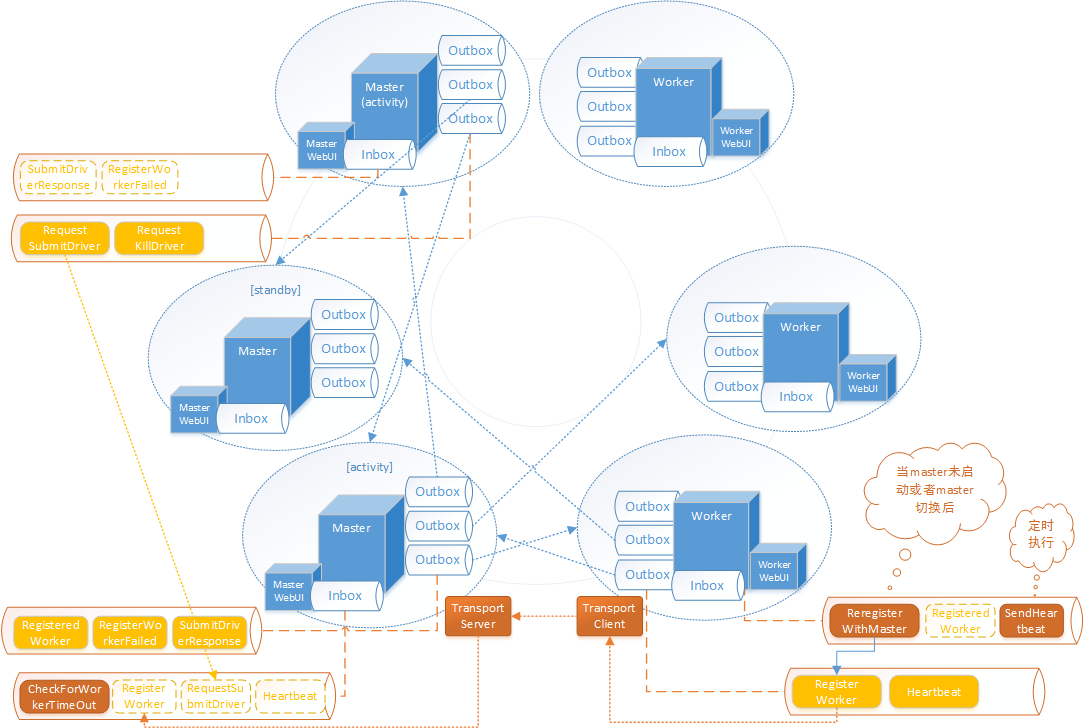 Outbox
Outbox
Outbox
Master
(activity)
Master
WebUI
Inbox
Outbox
Outbox
Outbox
Worker
Worker
WebUI
Inbox
SubmitDriv
erResponse
RegisterWo
rkerFailed
Request
SubmitDriver
Request
KillDriver
[standby]
Outbox
Outbox
Outbox
Master
Master
WebUI
Inbox
Outbox
Outbox
Outbox
Worker
Worker
WebUI
Inbox
[activity]
Outbox
Outbox
Outbox
Master
Master
WebUI
Inbox
Outbox
Outbox
Outbox
Worker
Worker
WebUI
Inbox
当master未启
动或者master
切换后
定时
执行
Transport
Server
Transport
Client
Registered
Worker
RegisterWo
rkerFailed
SubmitDriv
erResponse
Reregister
WithMaster
Registered
Worker
SendHear
tbeat
CheckForWor
kerTimeOut
Register
Worker
RequestSu
bmitDriver
Heartbeat
Register
Worker
Heartbeat